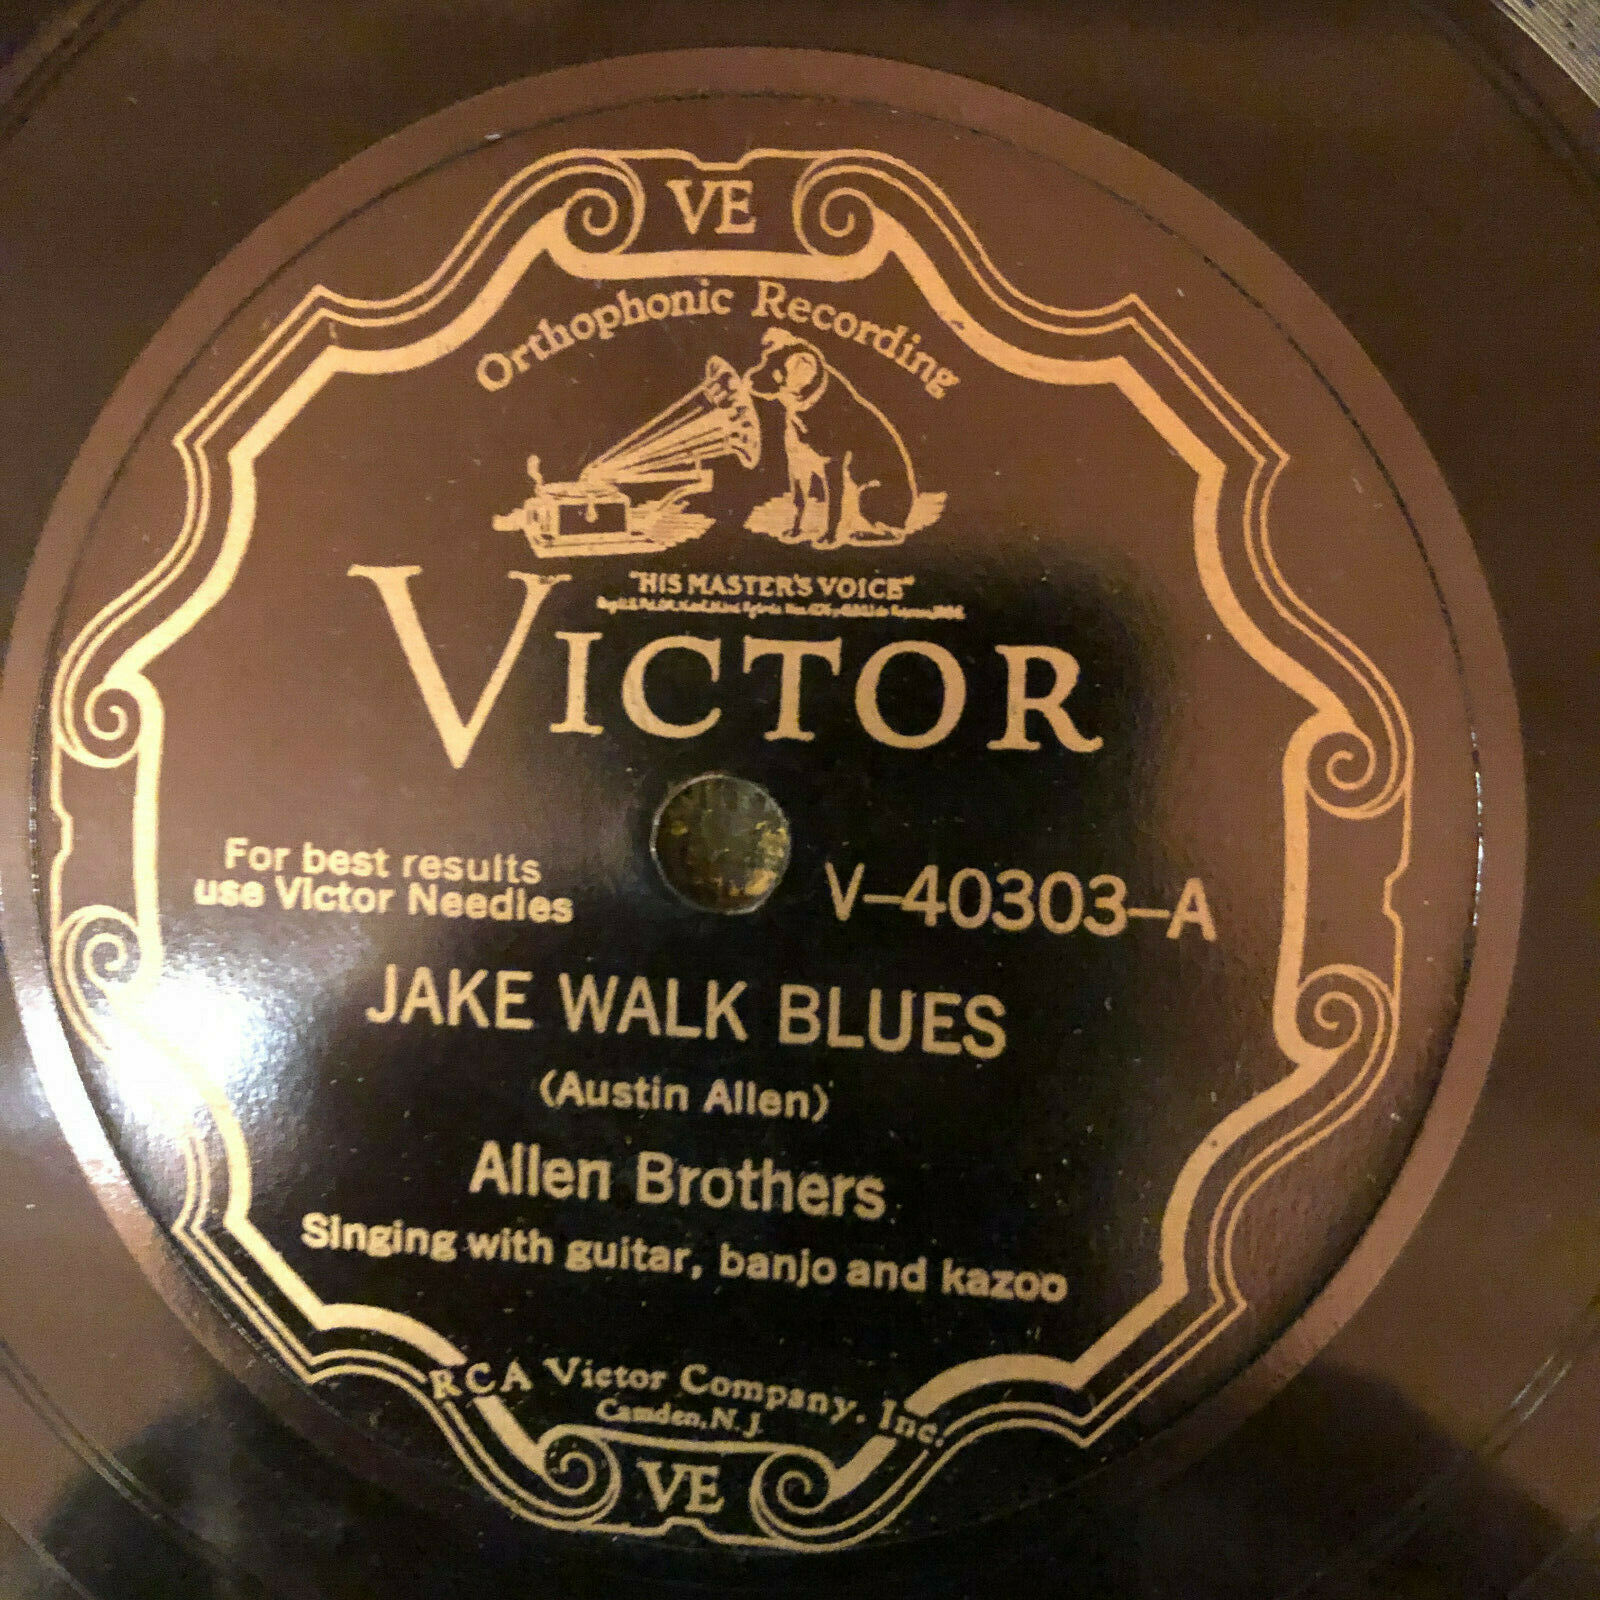 VE
Orthophonic Recording
"HIS MASTER'S VOICE"
VICTOR
For best results
use Victor Needles
V-40303-A
JAKE WALK BLUES
(Austin Allen)
Allen Brothers
Singing with guitar, banjo and kazoo
RCA Victor Company, Inc.
Camden, N. J.
VE